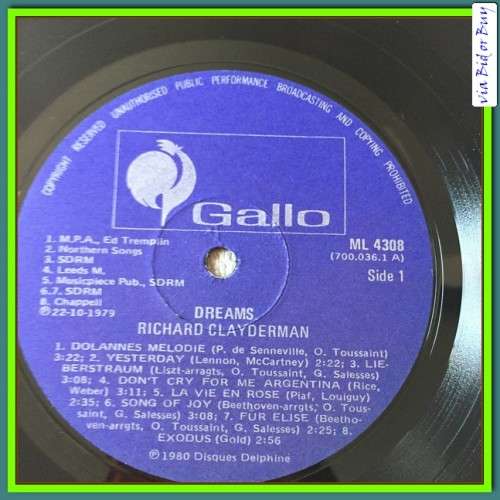 via Bid or Buy
COPYRIGHT RESERVED UNAUTHORISED PUBLIC PERFORMANCE BROADCASTING AND COPYING PROHIBITED
Gallo
1. M.P.A., Ed Tremplin
2. Northern Songs
3. SDRM
4. Leeds M.
5. Musicpiece Pub., SDRM
6.7. SDRM
8. Chappell
℗22-10-1979
ML 4308
(700.036.1 A)
Side 1
DREAMS
RICHARD CLAYDERMAN
1. DOLANNES MELODIE (P. de Senneville, O. Toussaint)
3:22; 2. YESTERDAY (Lennon, McCartney) 2:22; 3. LIE-
BERSTRAUM (Liszt-arrgts, O. Toussaint, G. Salesses)
3:08; 4. DON'T CRY FOR ME ARGENTINA (Rice,
Weber) 3:11; 5. LA VIE EN ROSE (Piaf, Louiguy)
2:35; 6. SONG OF JOY (Beethoven-arrgts, O. Tous-
saint, G. Salesses) 3:08; 7. FUR ELISE (Beetho-
ven-arrgts, O. Toussaint, G. Salesses) 2:25; 8.
EXODUS (Gold) 2:56
℗ 1980 Disques Delphine